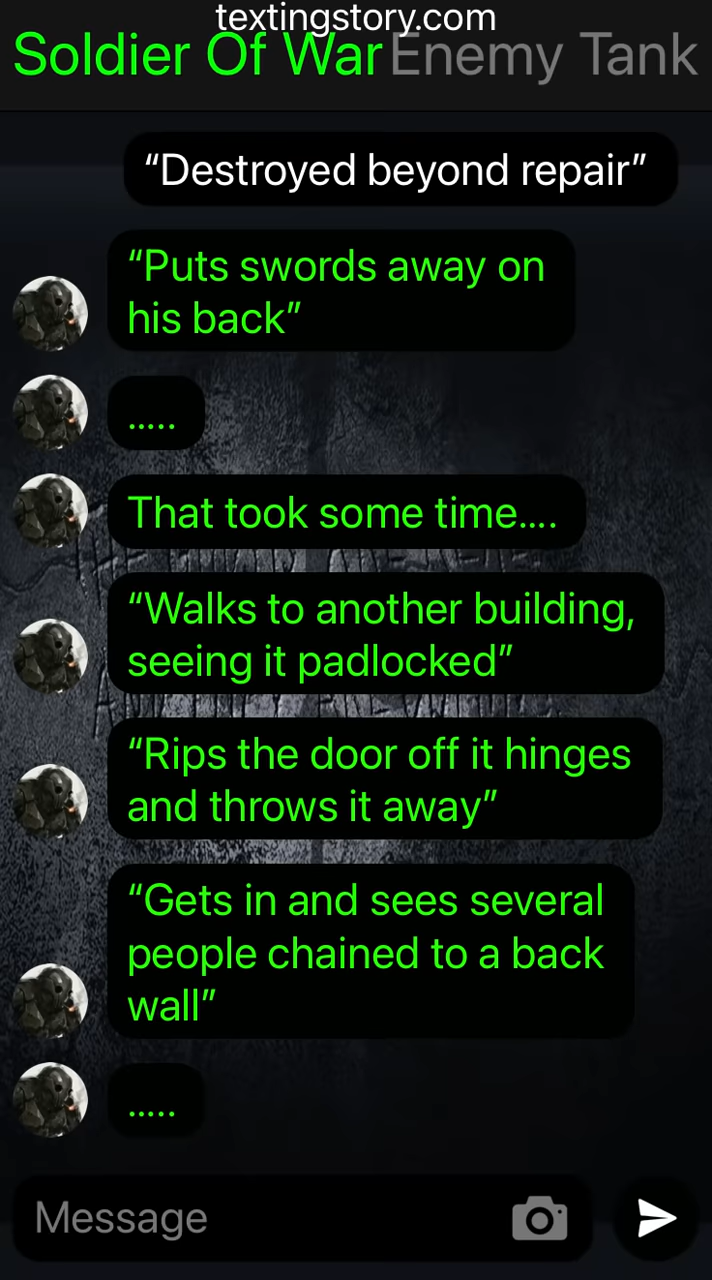 textingstory.com
Soldier Of War Enemy Tank
“Destroyed beyond repair”
“Puts swords away on
his back”
.....
That took some time....
“Walks to another building,
seeing it padlocked”
“Rips the door off it hinges
and throws it away”
“Gets in and sees several
people chained to a back
wall”
.....
Message